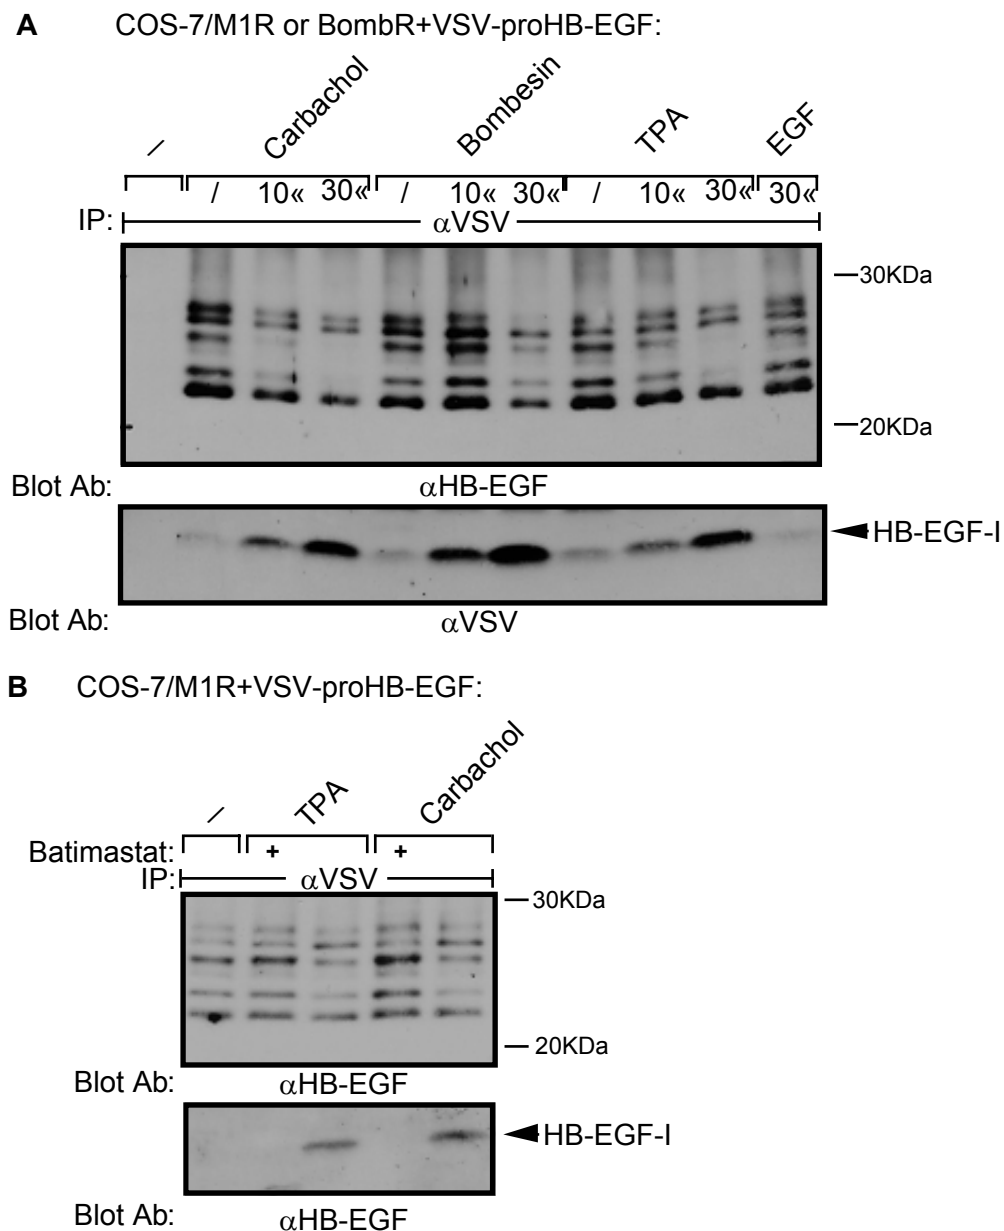 A COS-7/M1R or BombR+VSV-proHB-EGF:
– Carbachol Bombesin TPA EGF
/ 10« 30« / 10« 30« / 10« 30« 30«
IP: αVSV
30KDa
20KDa
Blot Ab: αHB-EGF
HB-EGF-I
Blot Ab: αVSV
B COS-7/M1R+VSV-proHB-EGF:
– TPA Carbachol
Batimastat: + +
IP: αVSV
30KDa
20KDa
Blot Ab: αHB-EGF
HB-EGF-I
Blot Ab: αHB-EGF